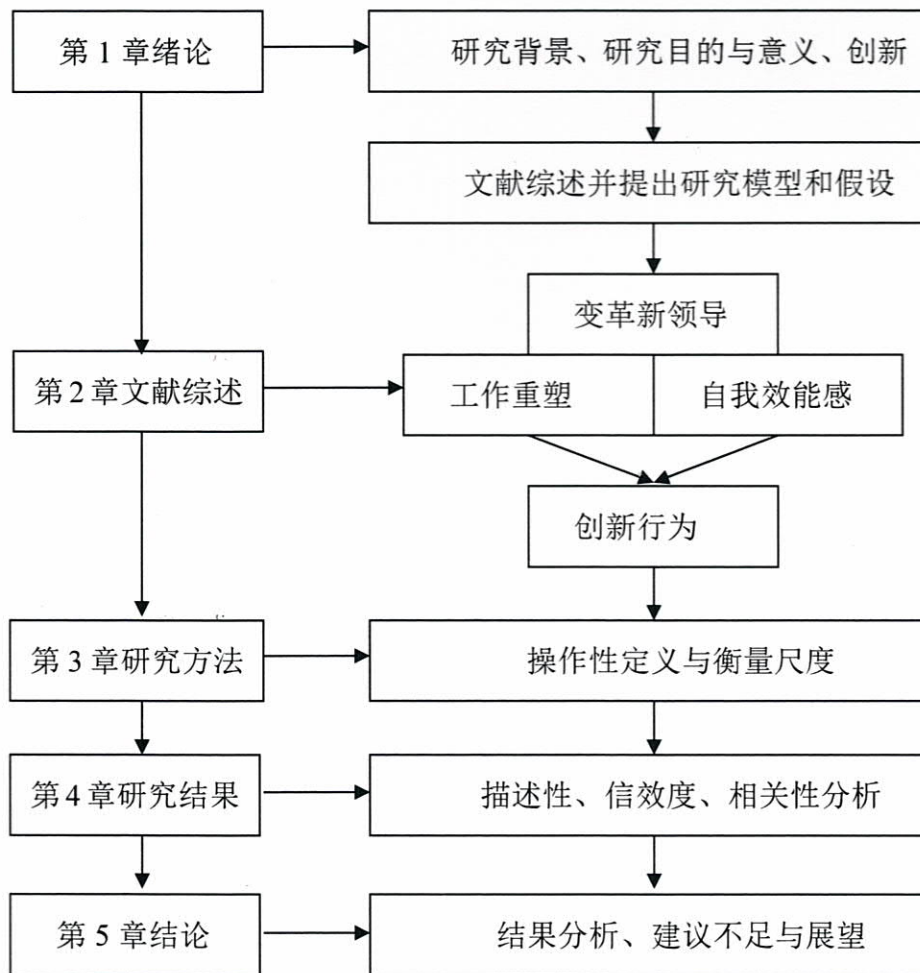 第 1 章绪论
研究背景、研究目的与意义、创新
文献综述并提出研究模型和假设
变革新领导
第 2 章文献综述
工作重塑
自我效能感
创新行为
第 3 章研究方法
操作性定义与衡量尺度
第 4 章研究结果
描述性、信效度、相关性分析
第 5 章结论
结果分析、建议不足与展望